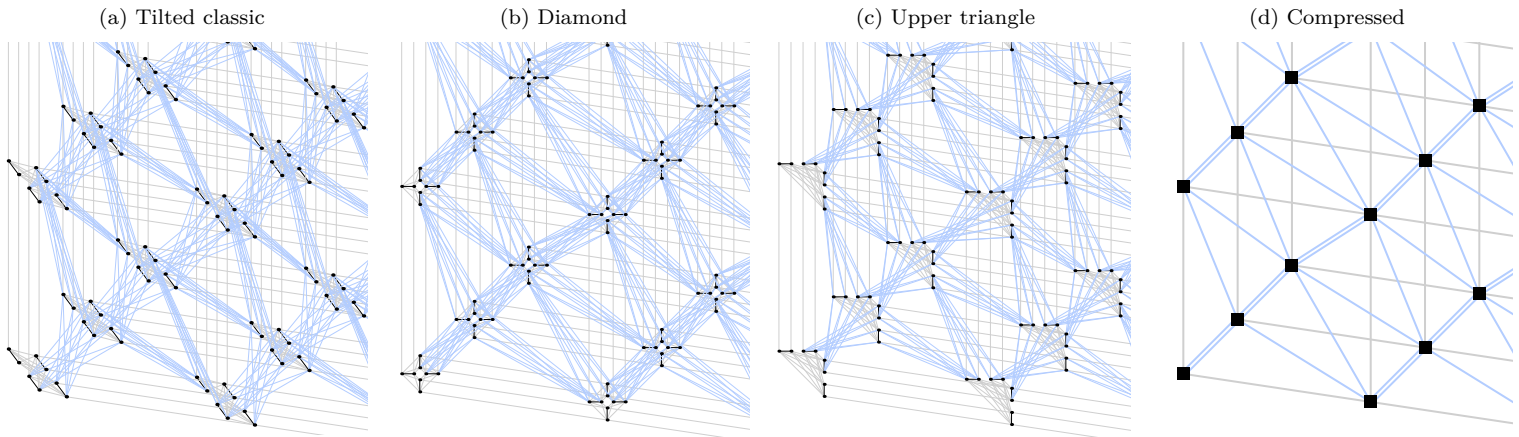 (a) Tilted classic
(b) Diamond
(c) Upper triangle
(d) Compressed